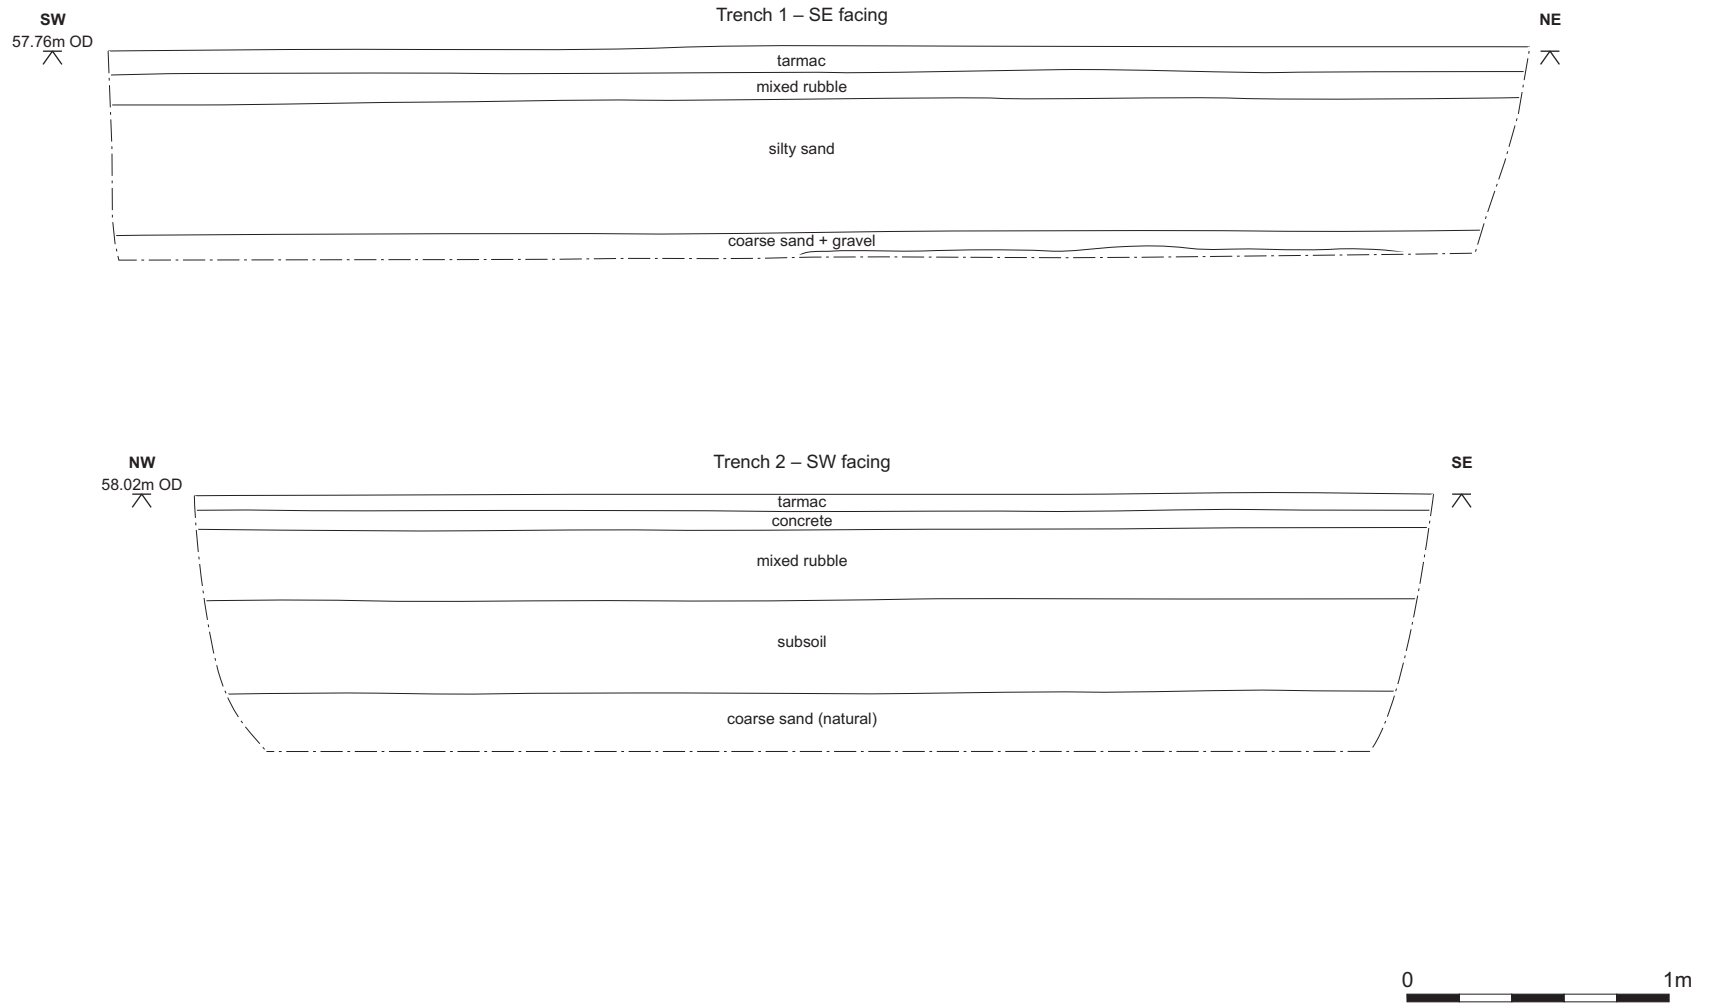 Trench 1 – SE facing
SW
NE
57.76m OD
tarmac
mixed rubble
silty sand
coarse sand + gravel
Trench 2 – SW facing
NW
SE
58.02m OD
tarmac
concrete
mixed rubble
subsoil
coarse sand (natural)
0 1m